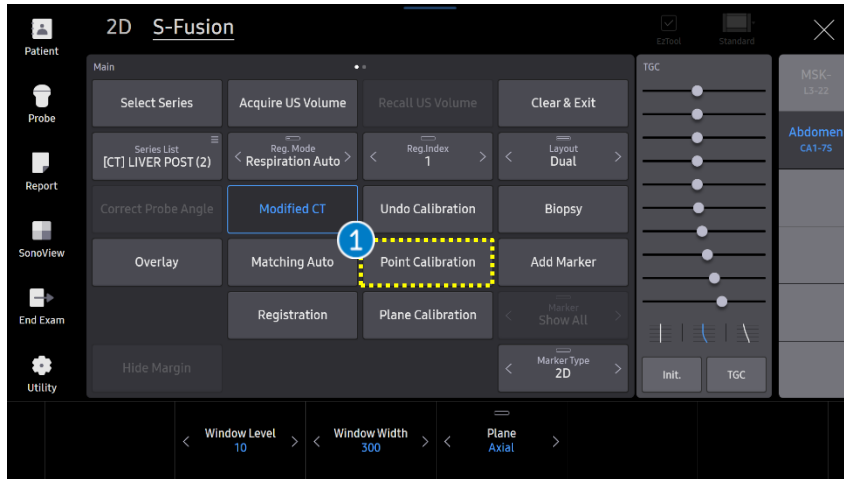 Patient
Probe
Report
SonoView
End Exam
Utility
2D S-Fusion
EzTool
Standard
Main
Select Series
Acquire US Volume
Recall US Volume
Clear & Exit
Series List
[CT] LIVER POST (2)
Reg. Mode
Respiration Auto
Reg.Index
1
Layout
Dual
Correct Probe Angle
Modified CT
Undo Calibration
Biopsy
1
Overlay
Matching Auto
Point Calibration
Add Marker
Registration
Plane Calibration
Marker
Show All
Hide Margin
Marker Type
2D
TGC
Init.
TGC
MSK-
L3-22
Abdomen
CA1-7S
Window Level
10
Window Width
300
Plane
Axial